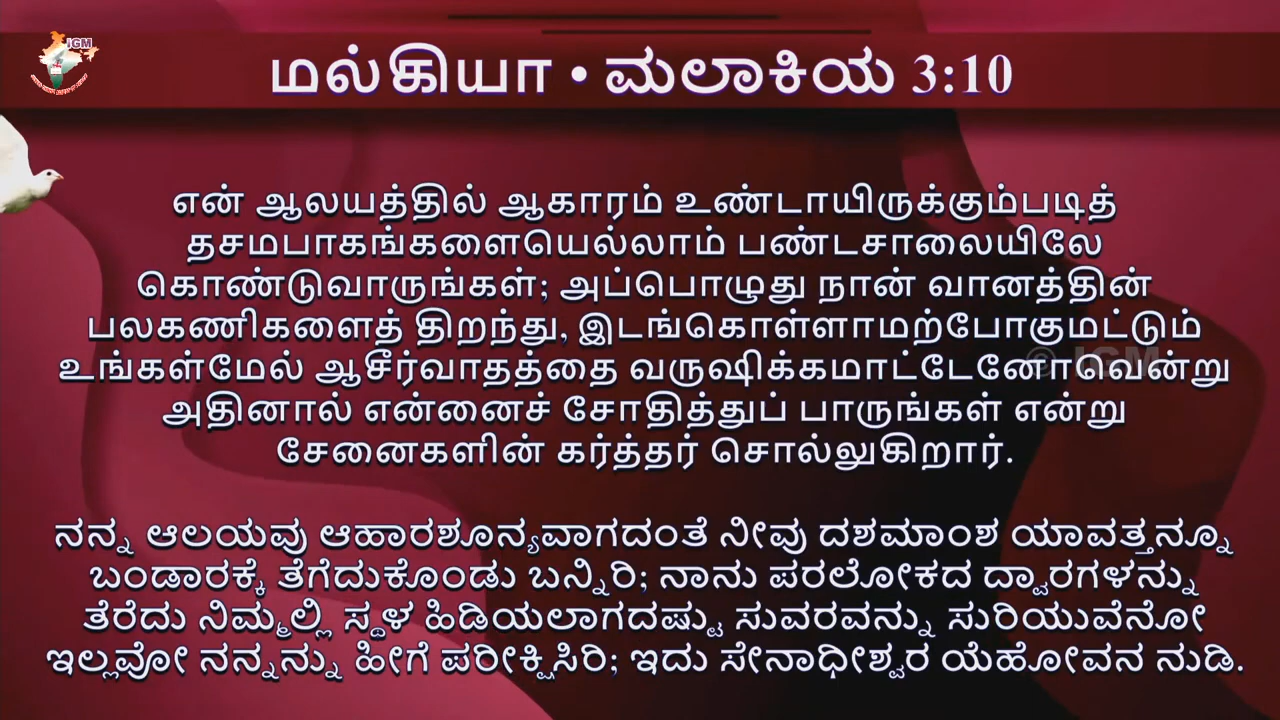 IGM
மல்கியா • ಮಲಾಕಿಯ 3:10
என் ஆலயத்தில் ஆகாரம் உண்டாயிருக்கும்படித்
தசமபாகங்களையெல்லாம் பண்டசாலையிலே
கொண்டுவாருங்கள்; அப்பொழுது நான் வானத்தின்
பலகணிகளைத் திறந்து, இடங்கொள்ளாமற்போகுமட்டும்
உங்கள்மேல் ஆசீர்வாதத்தை வருஷிக்கமாட்டேனோவென்று
அதினால் என்னைச் சோதித்துப் பாருங்கள் என்று
சேனைகளின் கர்த்தர் சொல்லுகிறார்.
© IGM
ನನ್ನ ಆಲಯವು ಆಹಾರಶೂನ್ಯವಾಗದಂತೆ ನೀವು ದಶಮಾಂಶ ಯಾವತ್ತನ್ನೂ
ಬಂಡಾರಕ್ಕೆ ತೆಗೆದುಕೊಂಡು ಬನ್ನಿರಿ; ನಾನು ಪರಲೋಕದ ದ್ವಾರಗಳನ್ನು
ತೆರೆದು ನಿಮ್ಮಲ್ಲಿ ಸ್ಥಳ ಹಿಡಿಯಲಾಗದಷ್ಟು ಸುವರವನ್ನು ಸುರಿಯುವೆನೋ
ಇಲ್ಲವೋ ನನ್ನನ್ನು ಹೀಗೆ ಪರೀಕ್ಷಿಸಿರಿ; ಇದು ಸೇನಾಧೀಶ್ವರ ಯೆಹೋವನ ನುಡಿ.